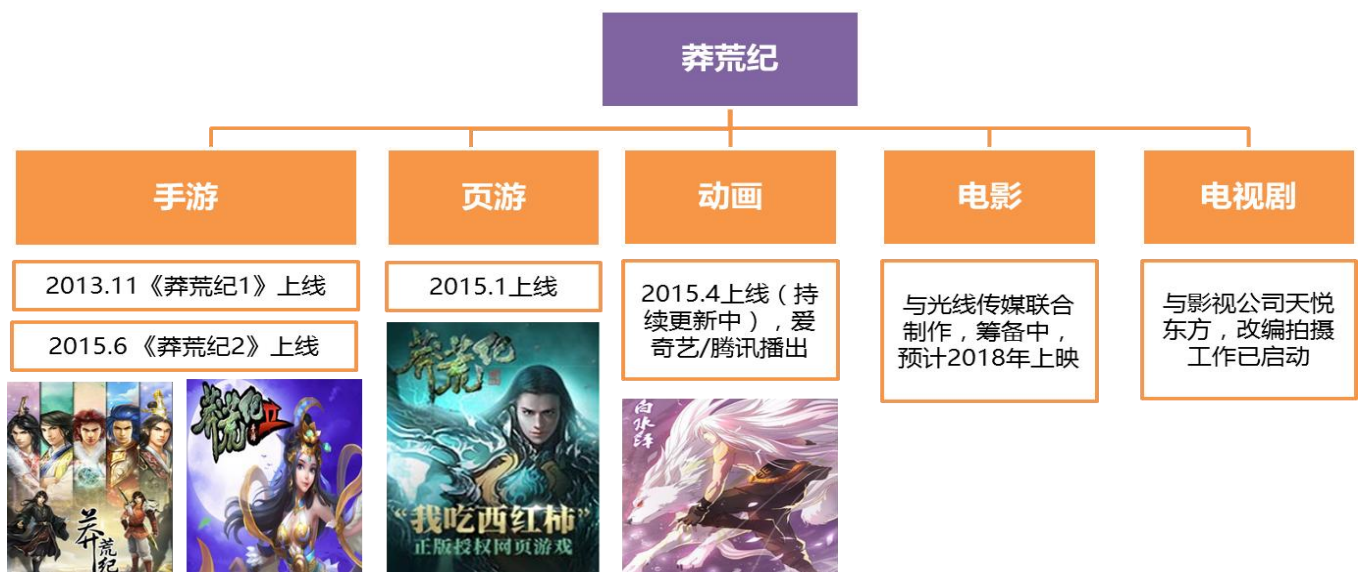 莽荒纪
手游
页游
动画
电影
电视剧
2013.11《莽荒纪1》上线
2015.6 《莽荒纪2》上线
2015.1上线
2015.4上线（持
续更新中），爱
奇艺/腾讯播出
与光线传媒联合
制作，筹备中，
预计2018年上映
与影视公司天悦
东方，改编拍摄
工作已启动
莽荒纪
莽荒纪II
莽荒纪
“我吃西红柿”
正版授权网页游戏